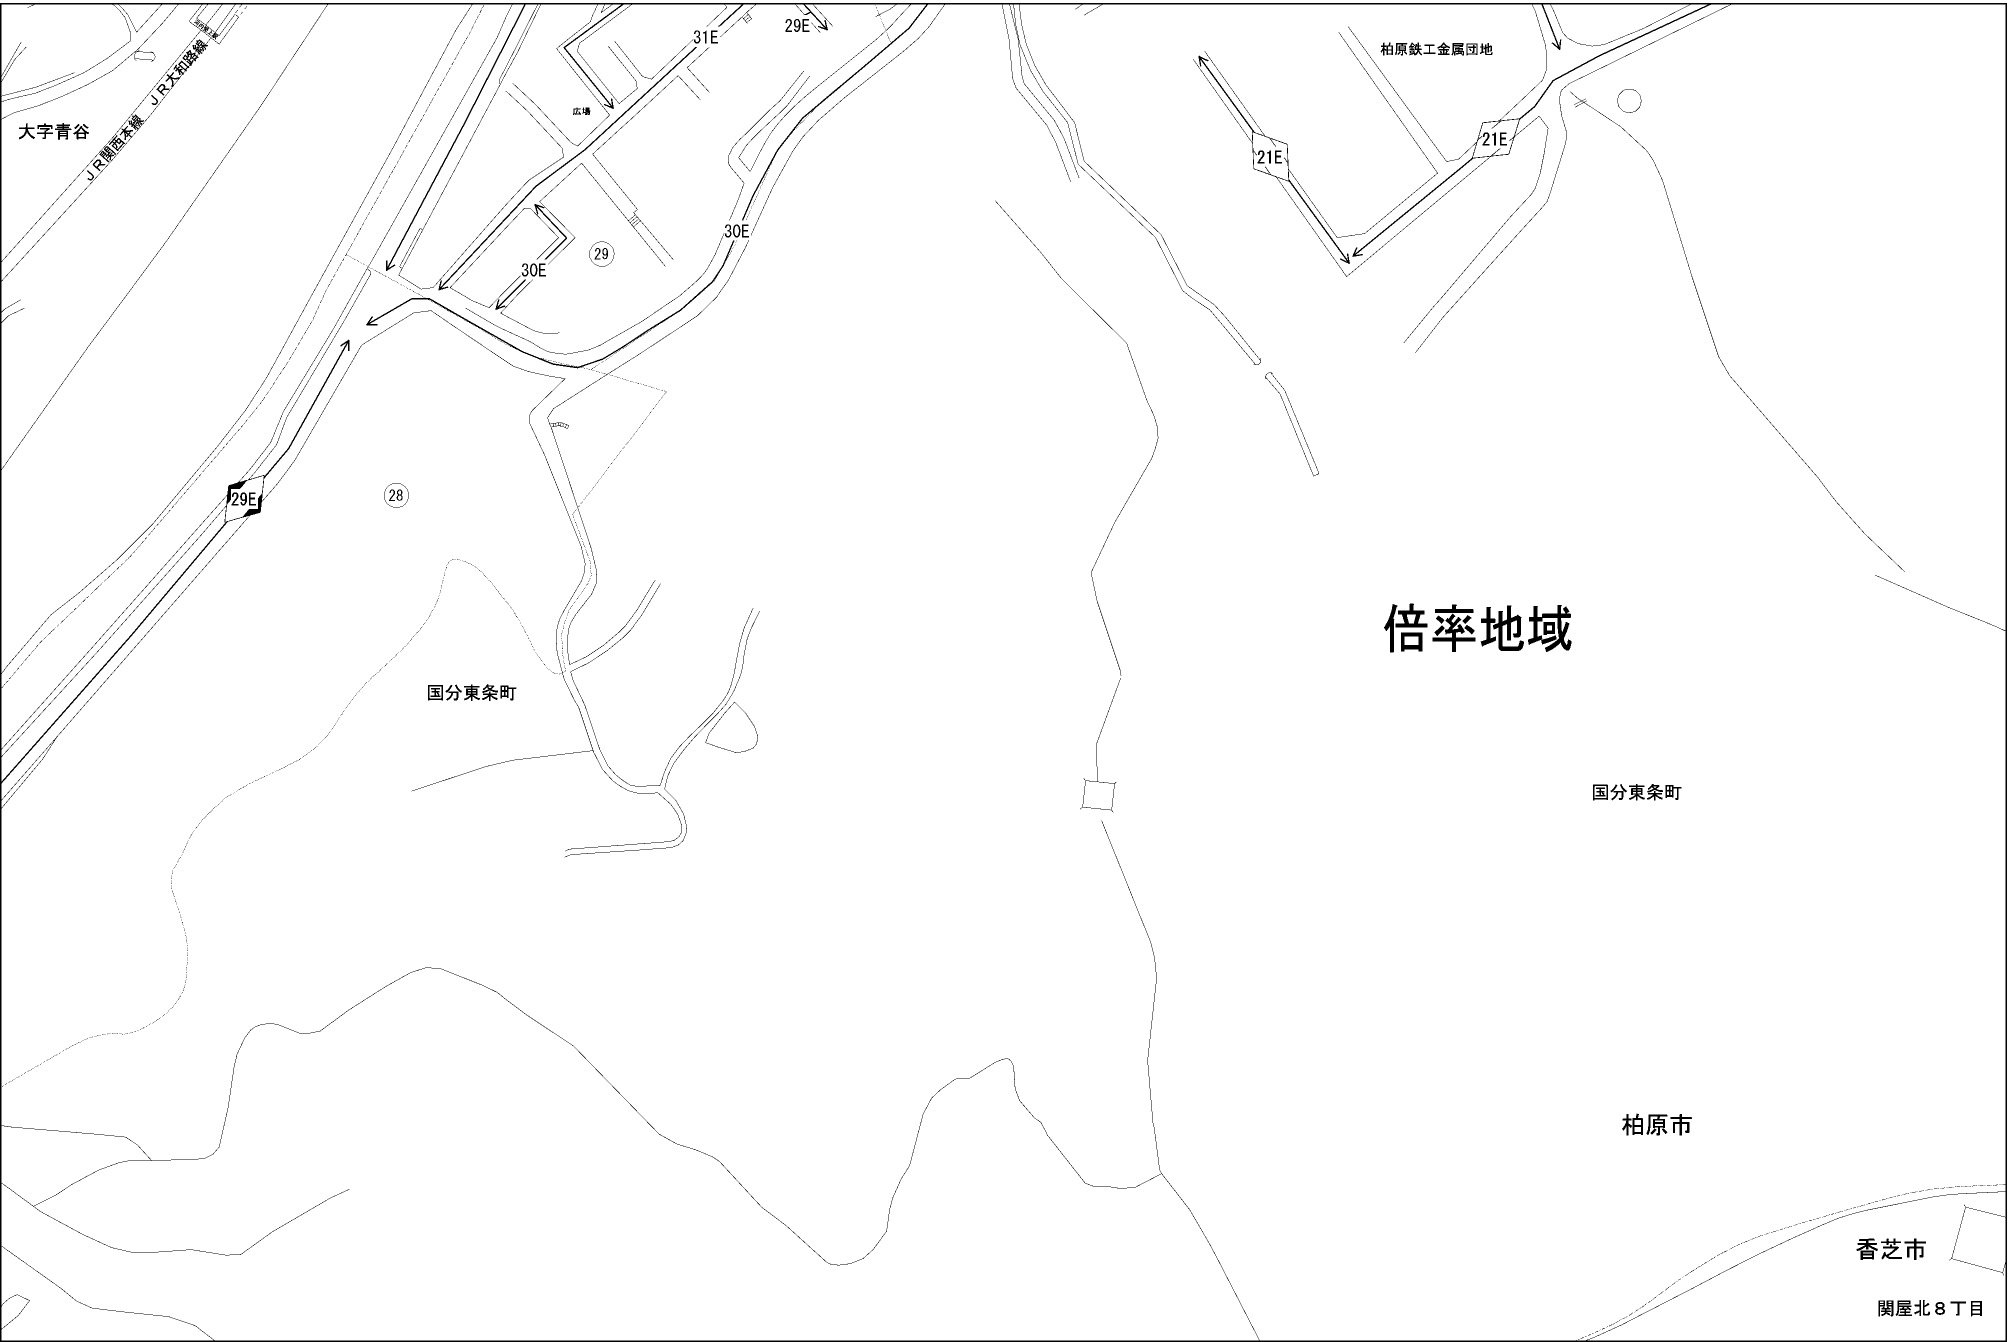 31E
29E
柏原鉄工金属団地
JR大和路線
広場
大字青谷
JR関西本線
21E
21E
30E
29
30E
29E
28
倍率地域
国分東条町
国分東条町
柏原市
香芝市
関屋北8丁目